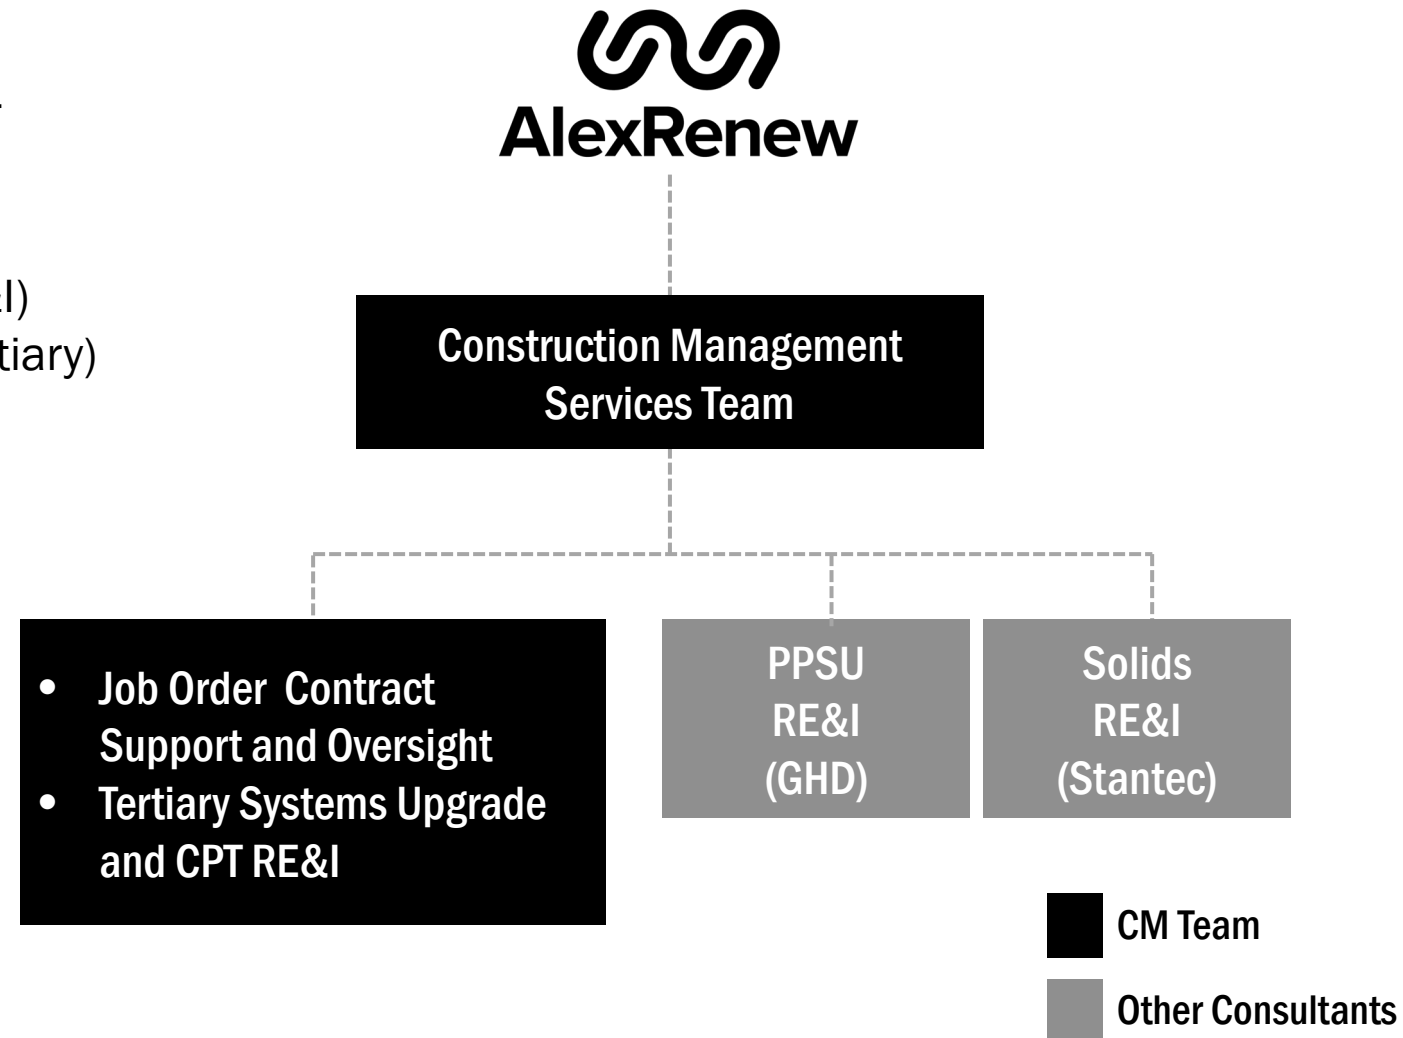 AlexRenew
I)
tiary)
Construction Management
Services Team
• Job Order Contract
Support and Oversight
• Tertiary Systems Upgrade
and CPT RE&I
PPSU
RE&I
(GHD)
Solids
RE&I
(Stantec)
CM Team
Other Consultants